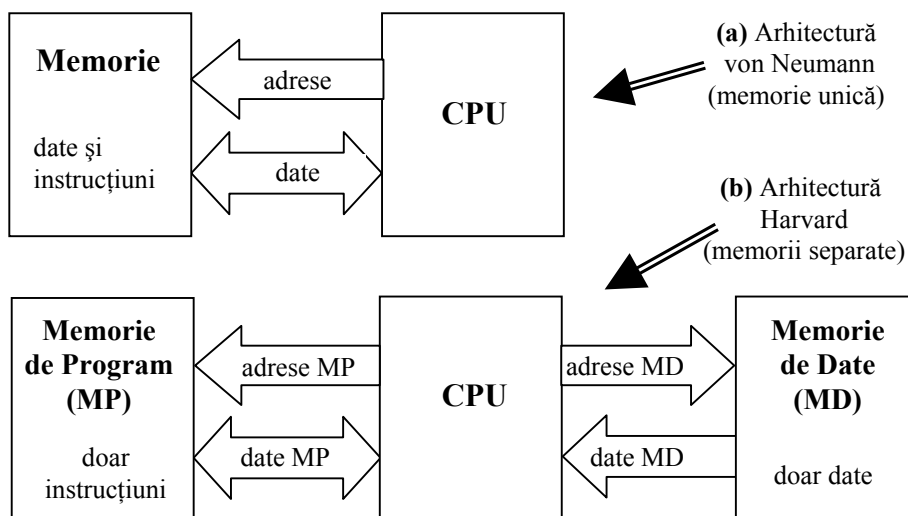 Memorie
date şi
instrucțiuni
adrese
date
CPU
(a) Arhitectură
von Neumann
(memorie unică)
(b) Arhitectură
Harvard
(memorii separate)
Memorie
de Program
(MP)
doar
instrucțiuni
adrese MP
date MP
CPU
adrese MD
date MD
Memorie
de Date
(MD)
doar date